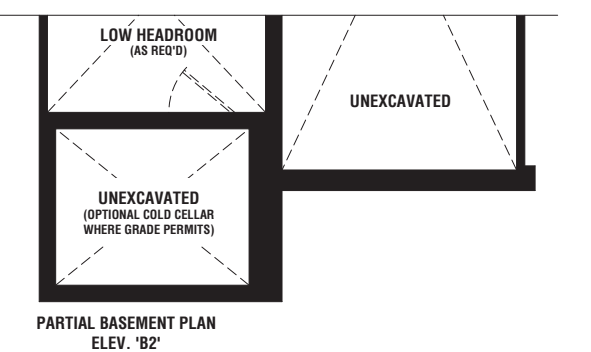 LOW HEADROOM
(AS REQ'D)
UNEXCAVATED
UNEXCAVATED
(OPTIONAL COLD CELLAR
WHERE GRADE PERMITS)
PARTIAL BASEMENT PLAN
ELEV. 'B2'